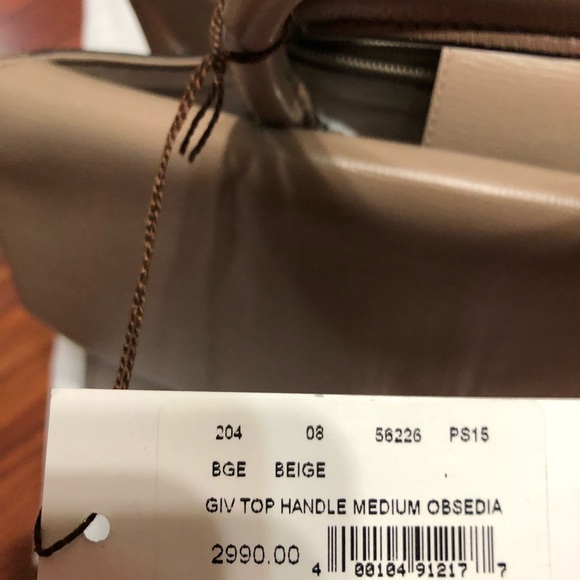 204 08 56226 PS15
BGE BEIGE
GIV TOP HANDLE MEDIUM OBSEDIA
2990.00
4 00104 91217 7